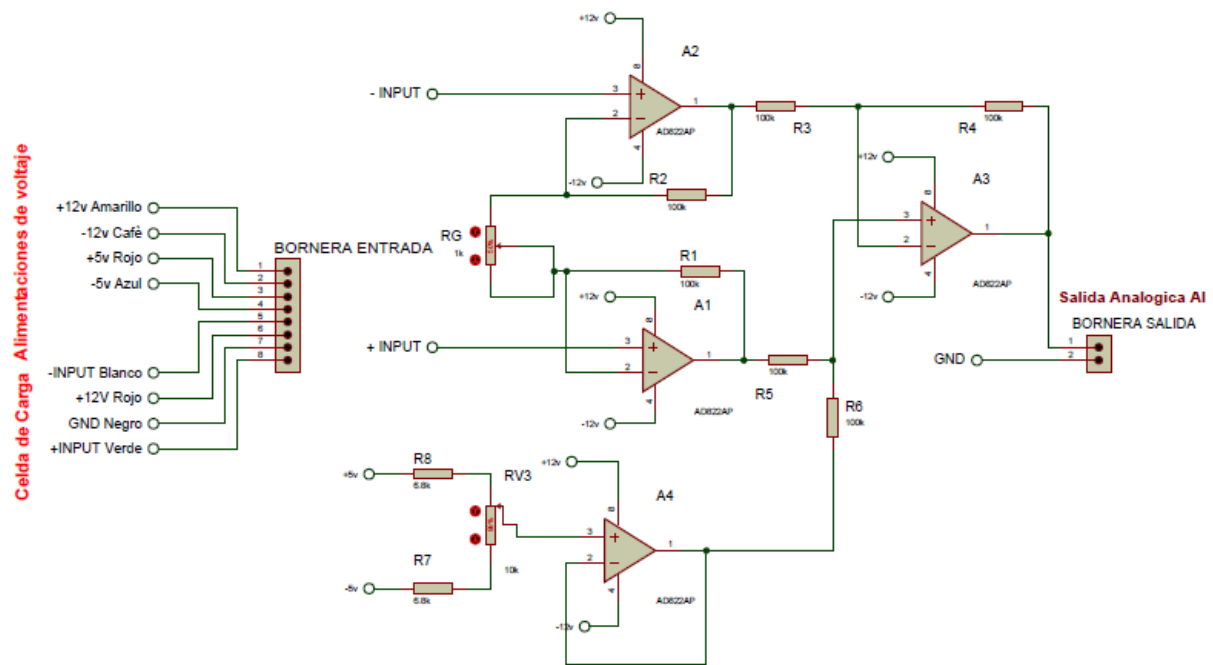 Celda de Carga Alimentaciones de voltaje
+12v Amarillo
-12v Cafè
+5v Rojo
-5v Azul
-INPUT Blanco
+12V Rojo
GND Negro
+INPUT Verde
BORNERA ENTRADA
1
2
3
4
5
6
7
8
+12v
A2
8
- INPUT
3
2
1
4
AD822AP
-12v
R2
100k
R3
100k
R4
100k
RG
1k
50%
R1
100k
+12v
A1
8
+ INPUT
3
2
1
4
AD822AP
-12v
R5
100k
R6
100k
+12v
A3
8
3
2
1
4
AD822AP
-12v
Salida Analogica AI
BORNERA SALIDA
1
2
GND
+5v
R8
6.8k
RV3
10k
-5v
R7
6.8k
+12v
A4
8
3
2
1
4
AD822AP
-12v